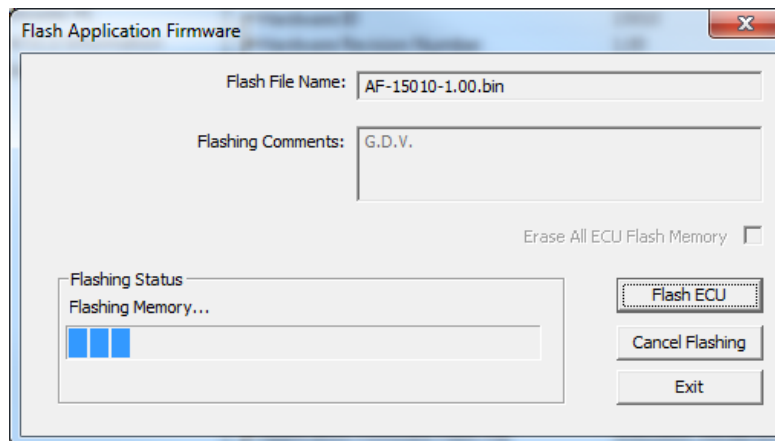 Flash Application Firmware
Flash File Name: AF-15010-1.00.bin
Flashing Comments: G.D.V.
Erase All ECU Flash Memory
Flashing Status
Flashing Memory...
Flash ECU
Cancel Flashing
Exit